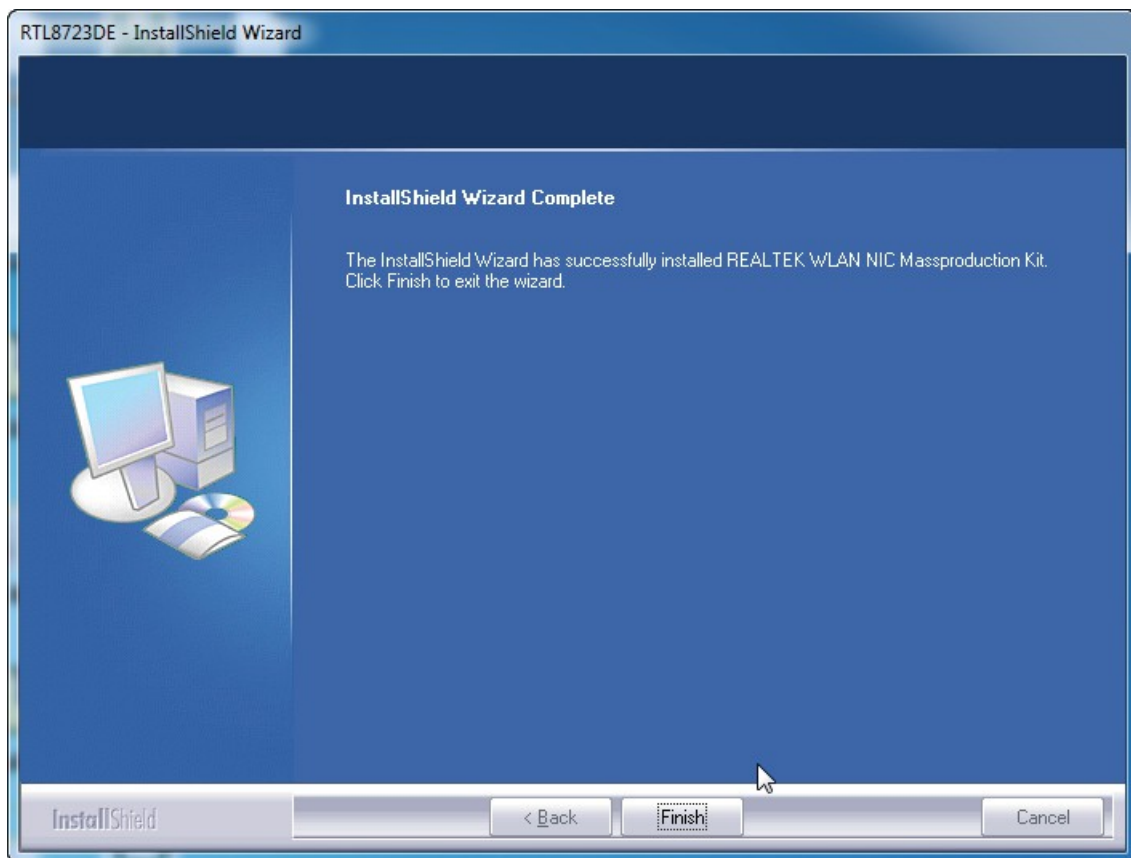 RTL8723DE - InstallShield Wizard
InstallShield Wizard Complete
The InstallShield Wizard has successfully installed REALTEK WLAN NIC Massproduction Kit.
Click Finish to exit the wizard.
InstallShield
< Back
Finish
Cancel